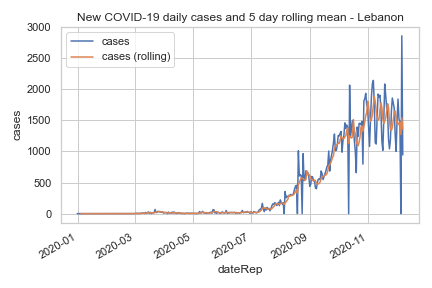 New COVID-19 daily cases and 5 day rolling mean - Lebanon
3000
2500
2000
1500
1000
500
0
cases
cases (rolling)
cases
2020-01
2020-03
2020-05
2020-07
2020-09
2020-11
dateRep